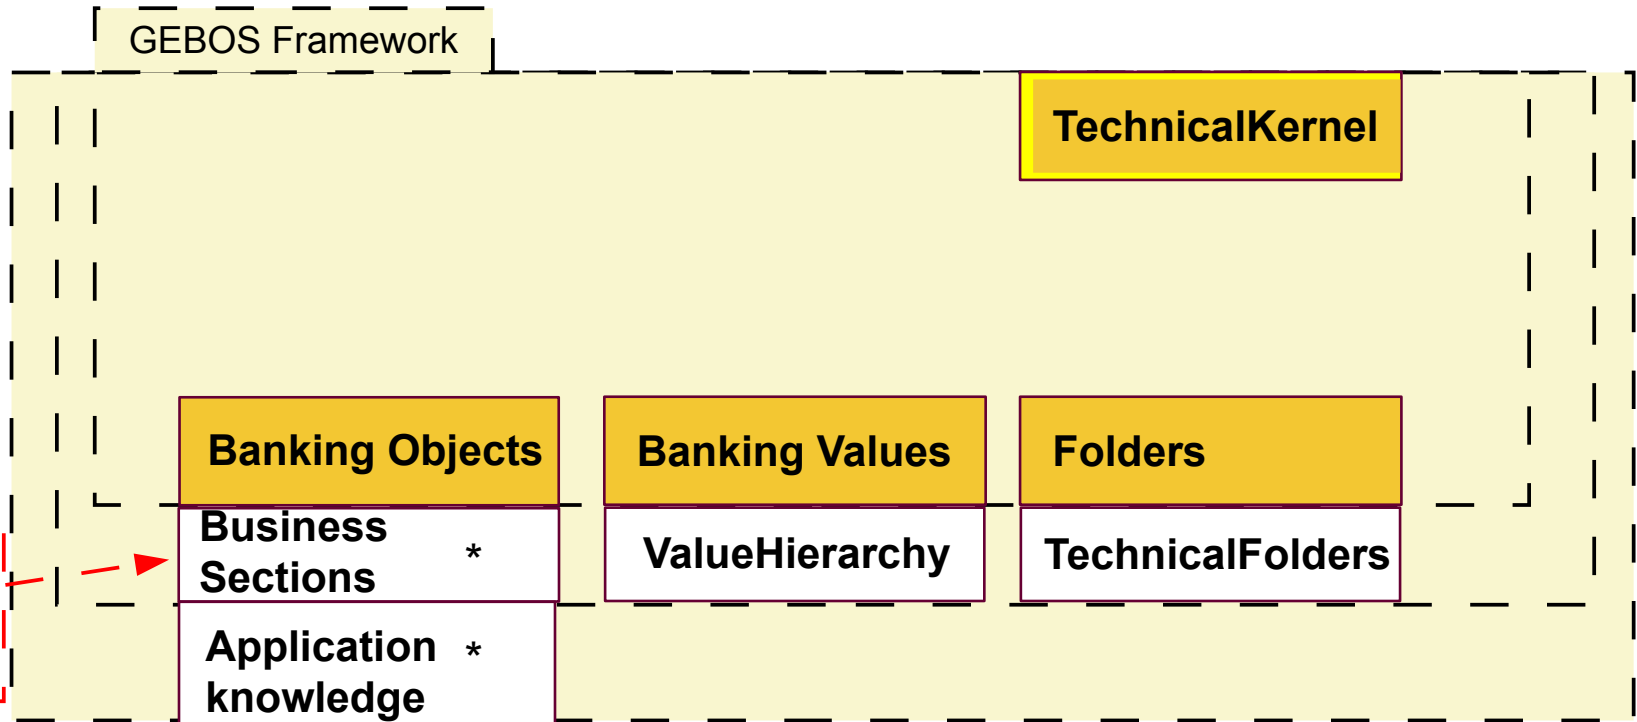 GEBOS Framework
TechnicalKernel
Banking Objects
Banking Values
Folders
Business
Sections *
ValueHierarchy
TechnicalFolders
Application *
knowledge